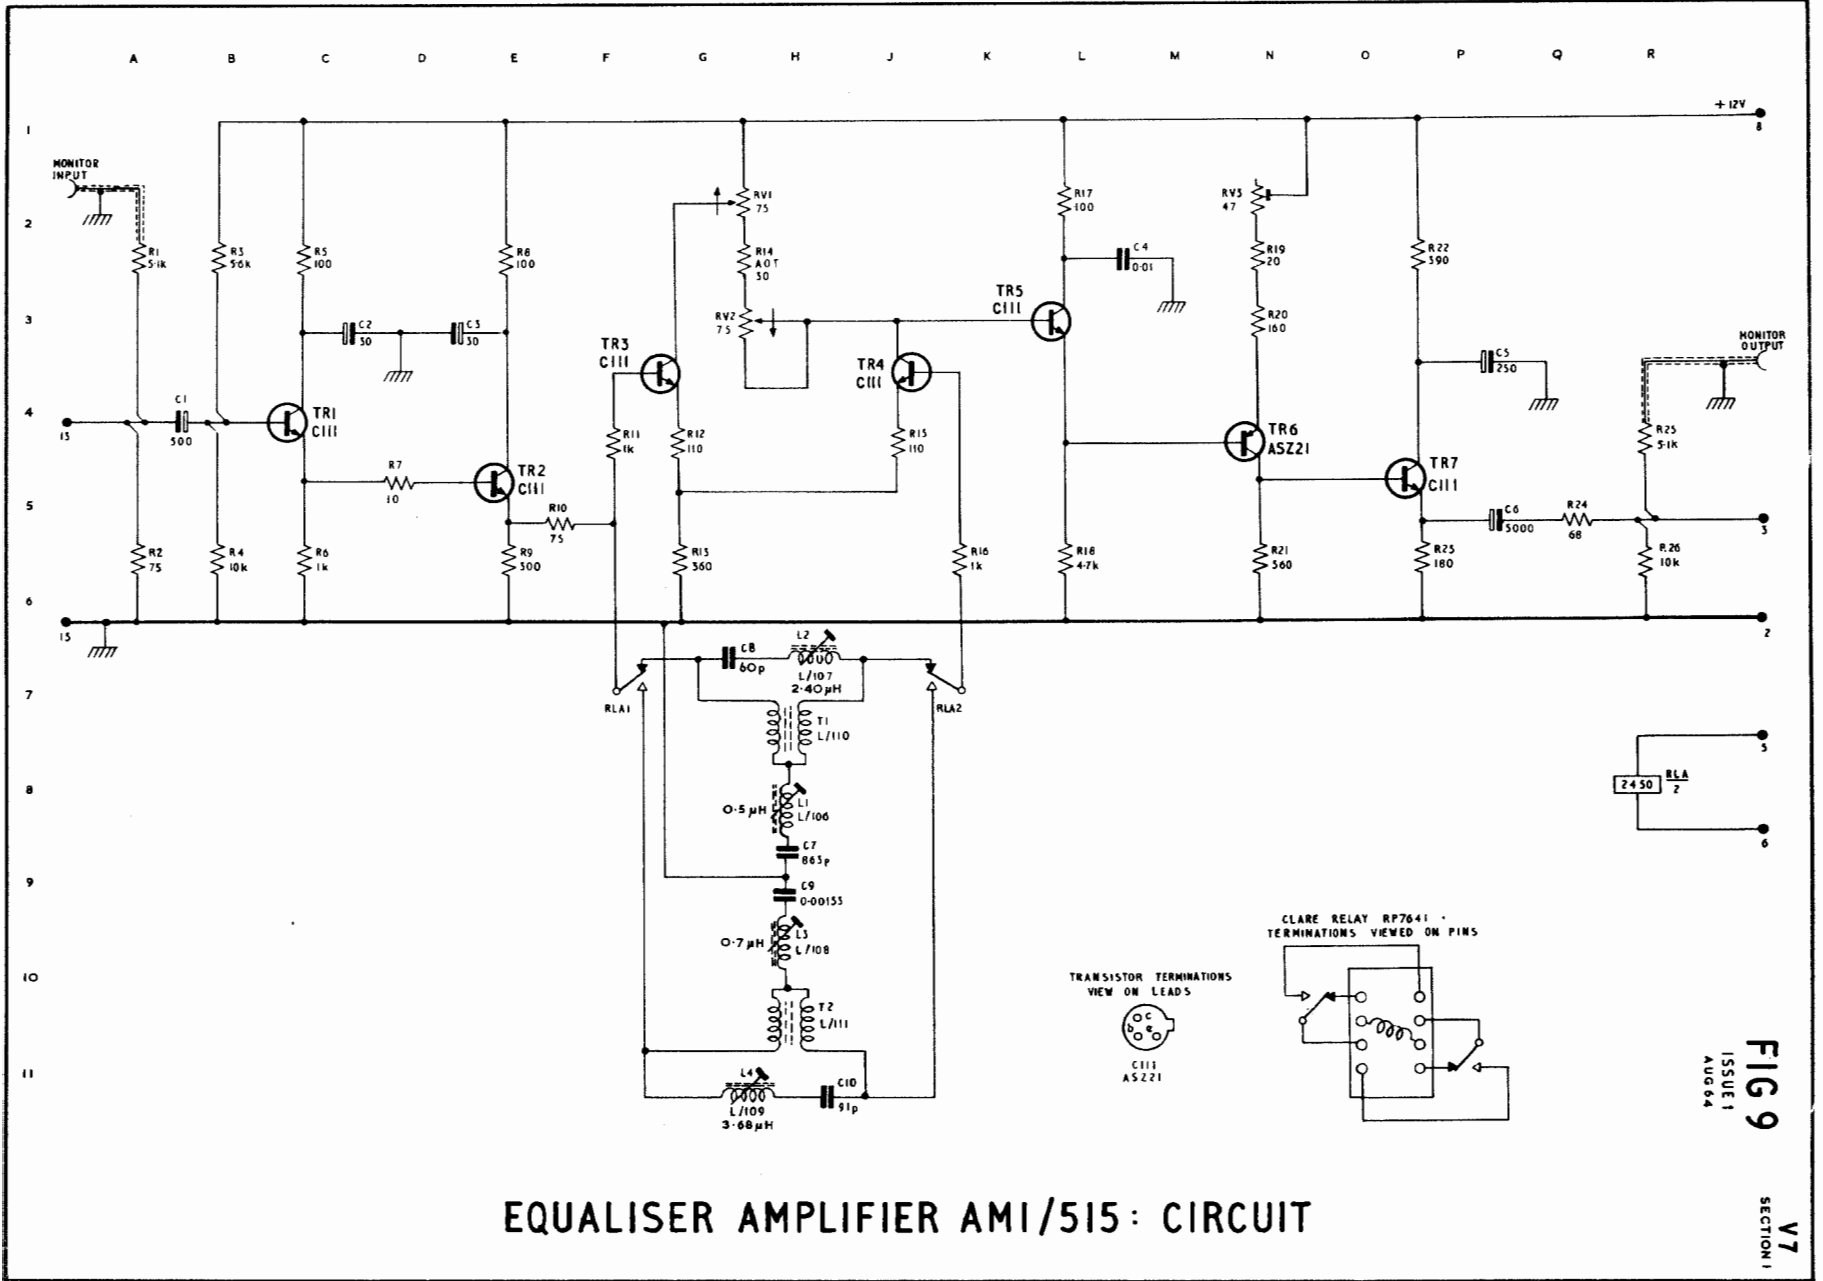 A B C D E F G H J K L M N O P Q R
1
2
3
4
5
6
7
8
9
10
11
+12V
8
MONITOR
INPUT
R1
5·1k
R3
5·6k
R5
100
R8
100
RV1
75
R14
AOT
30
RV2
75
R17
100
C4
0·01
RV3
47
R19
20
R20
160
R22
390
C2
50
C3
50
TR3
C111
TR4
C111
TR5
C111
C5
250
MONITOR
OUTPUT
13
C1
500
TR1
C111
R7
10
TR2
C111
R10
75
R11
1k
R12
110
R15
110
TR6
ASZ21
TR7
C111
R25
5·1k
C6
5000
R24
68
3
R2
75
R4
10k
R6
1k
R9
300
R13
360
R16
1k
R18
4·7k
R21
560
R23
180
R26
10k
15
2
C8
60p
L2
L/107
2·40µH
RLA1
RLA2
T1
L/110
0·5µH
L1
L/106
C7
863p
C9
0·00133
0·7µH
L3
L/108
T2
L/111
L4
L/109
3·68µH
C10
91p
5
2450
RLA
2
6
CLARE RELAY RP7641
TERMINATIONS VIEWED ON PINS
TRANSISTOR TERMINATIONS
VIEW ON LEADS
c
b
e
C111
ASZ21
FIG 9
ISSUE 1
AUG 64
EQUALISER AMPLIFIER AM1/515: CIRCUIT
V7
SECTION 1